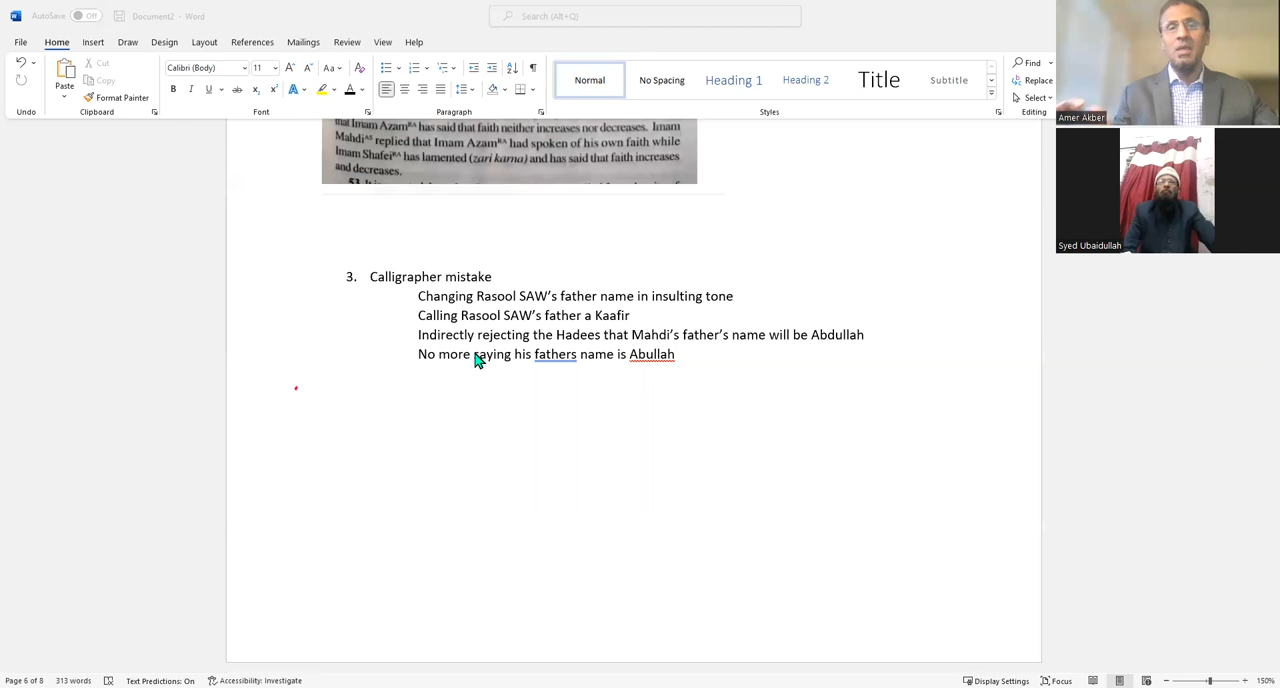 AutoSave Off Document2 - Word Search (Alt+Q)
File Home Insert Draw Design Layout References Mailings Review View Help
Cut
Copy
Paste Format Painter
Calibri (Body) 11
Normal No Spacing Heading 1 Heading 2 Title Subtitle
Find
Replace
Select
Undo Clipboard Font Paragraph Styles Editing
that Imam Azamᴿᴬ has said that faith neither increases nor decreases. Imam
Mahdiᴬˢ replied that Imam Azamᴿᴬ had spoken of his own faith while
Imam Shafeiᴿᴬ has lamented (zari karna) and has said that faith increases
and decreases.
3. Calligrapher mistake
Changing Rasool SAW's father name in insulting tone
Calling Rasool SAW's father a Kaafir
Indirectly rejecting the Hadees that Mahdi's father's name will be Abdullah
No more saying his fathers name is Abullah
Amer Akber
Syed Ubaidullah
Page 6 of 8 313 words Text Predictions: On Accessibility: Investigate Display Settings Focus 150%